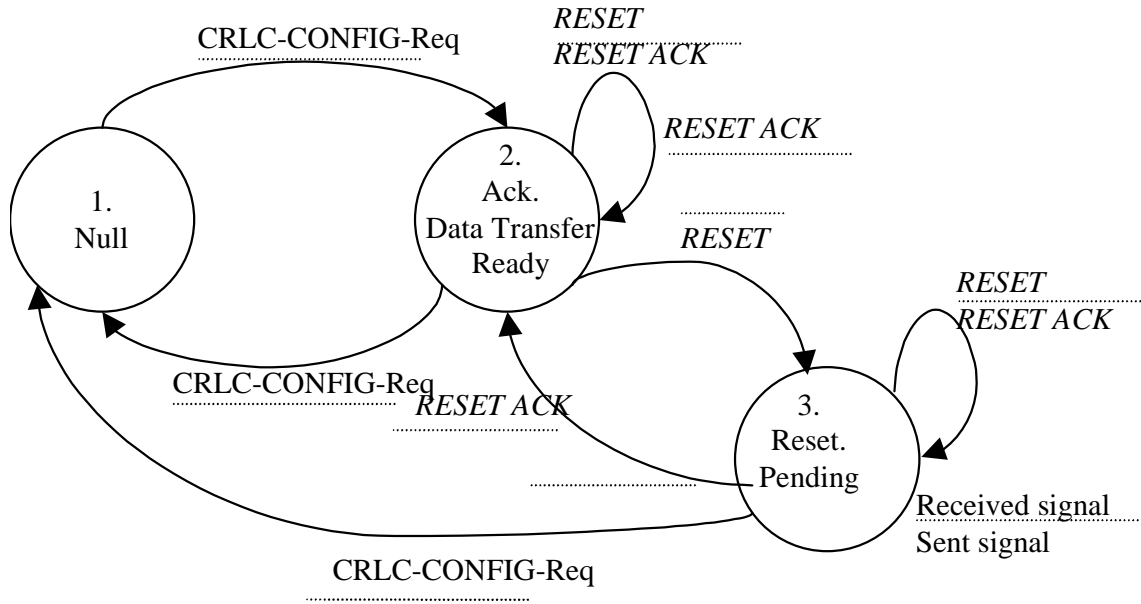 CRLC-CONFIG-Req
RESET
RESET ACK
RESET ACK
1.
Null
2.
Ack.
Data Transfer
Ready
RESET
RESET
RESET ACK
CRLC-CONFIG-Req
RESET ACK
3.
Reset.
Pending
Received signal
Sent signal
CRLC-CONFIG-Req